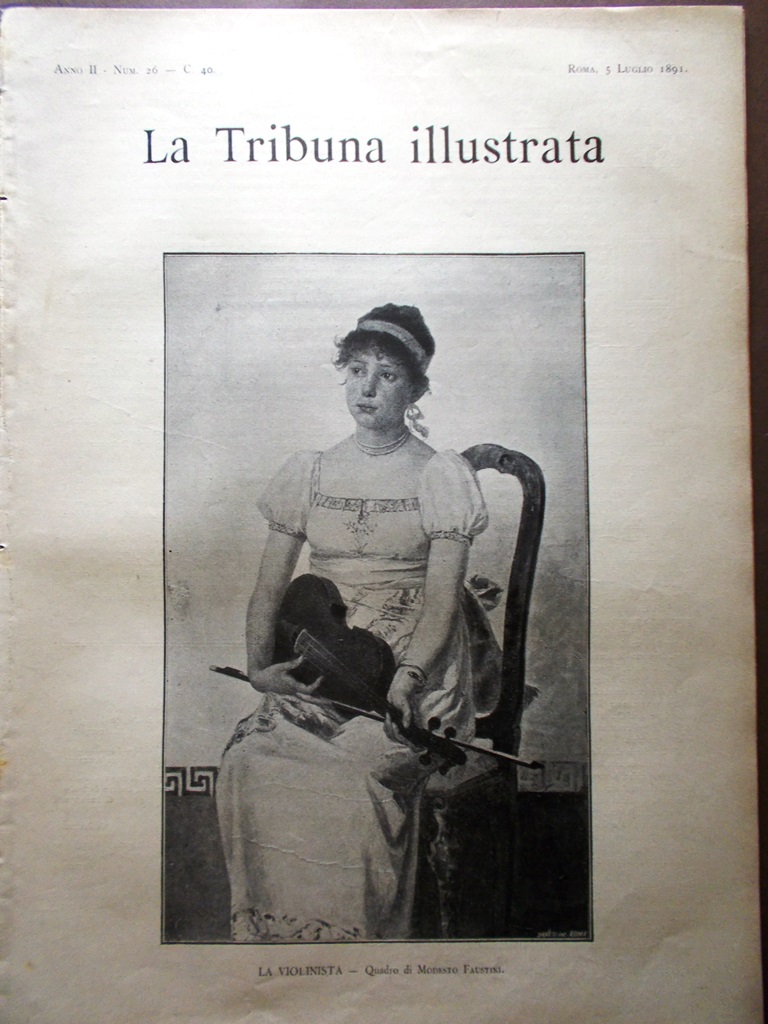 Anno II - Num. 26 — C. 40.
Roma, 5 Luglio 1891.
La Tribuna illustrata
LA VIOLINISTA — Quadro di Modesto Faustini.